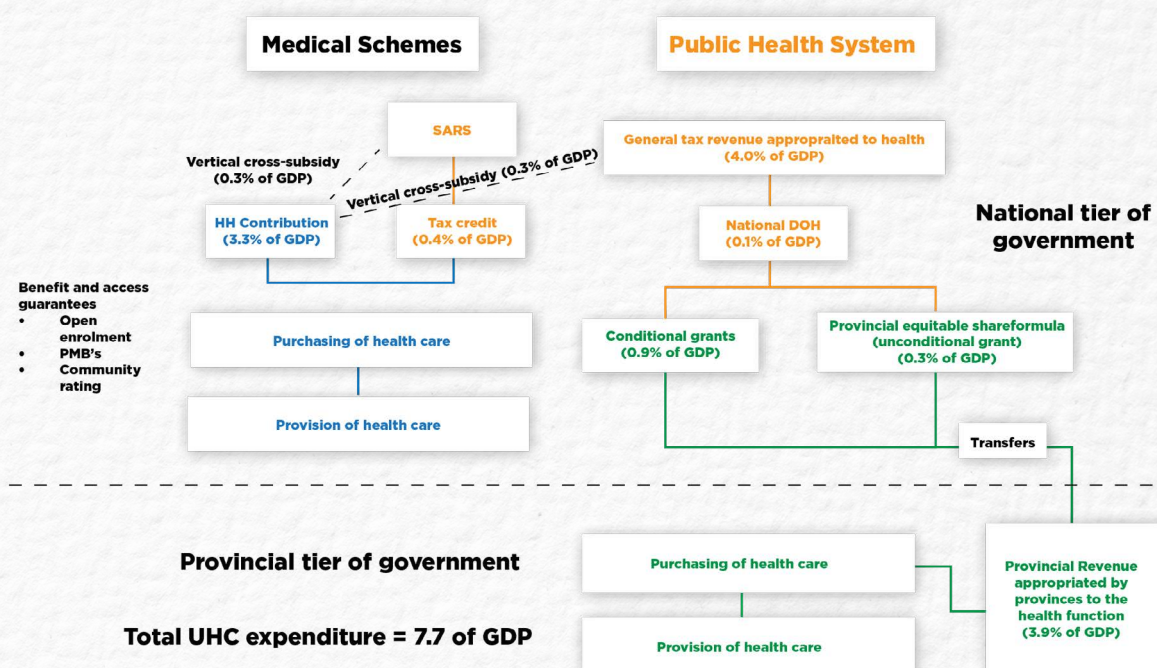 Medical Schemes
Public Health System
SARS
General tax revenue appropralted to health
(4.0% of GDP)
Vertical cross-subsidy
(0.3% of GDP)
Vertical cross-subsidy (0.3% of GDP)
HH Contribution
(3.3% of GDP)
Tax credit
(0.4% of GDP)
National DOH
(0.1% of GDP)
National tier of
government
Benefit and access
guarantees
• Open
enrolment
• PMB's
• Community
rating
Purchasing of health care
Conditional grants
(0.9% of GDP)
Provincial equitable shareformula
(unconditional grant)
(0.3% of GDP)
Provision of health care
Transfers
Provincial tier of government
Purchasing of health care
Provincial Revenue
appropriated by
provinces to the
health function
(3.9% of GDP)
Total UHC expenditure = 7.7 of GDP
Provision of health care